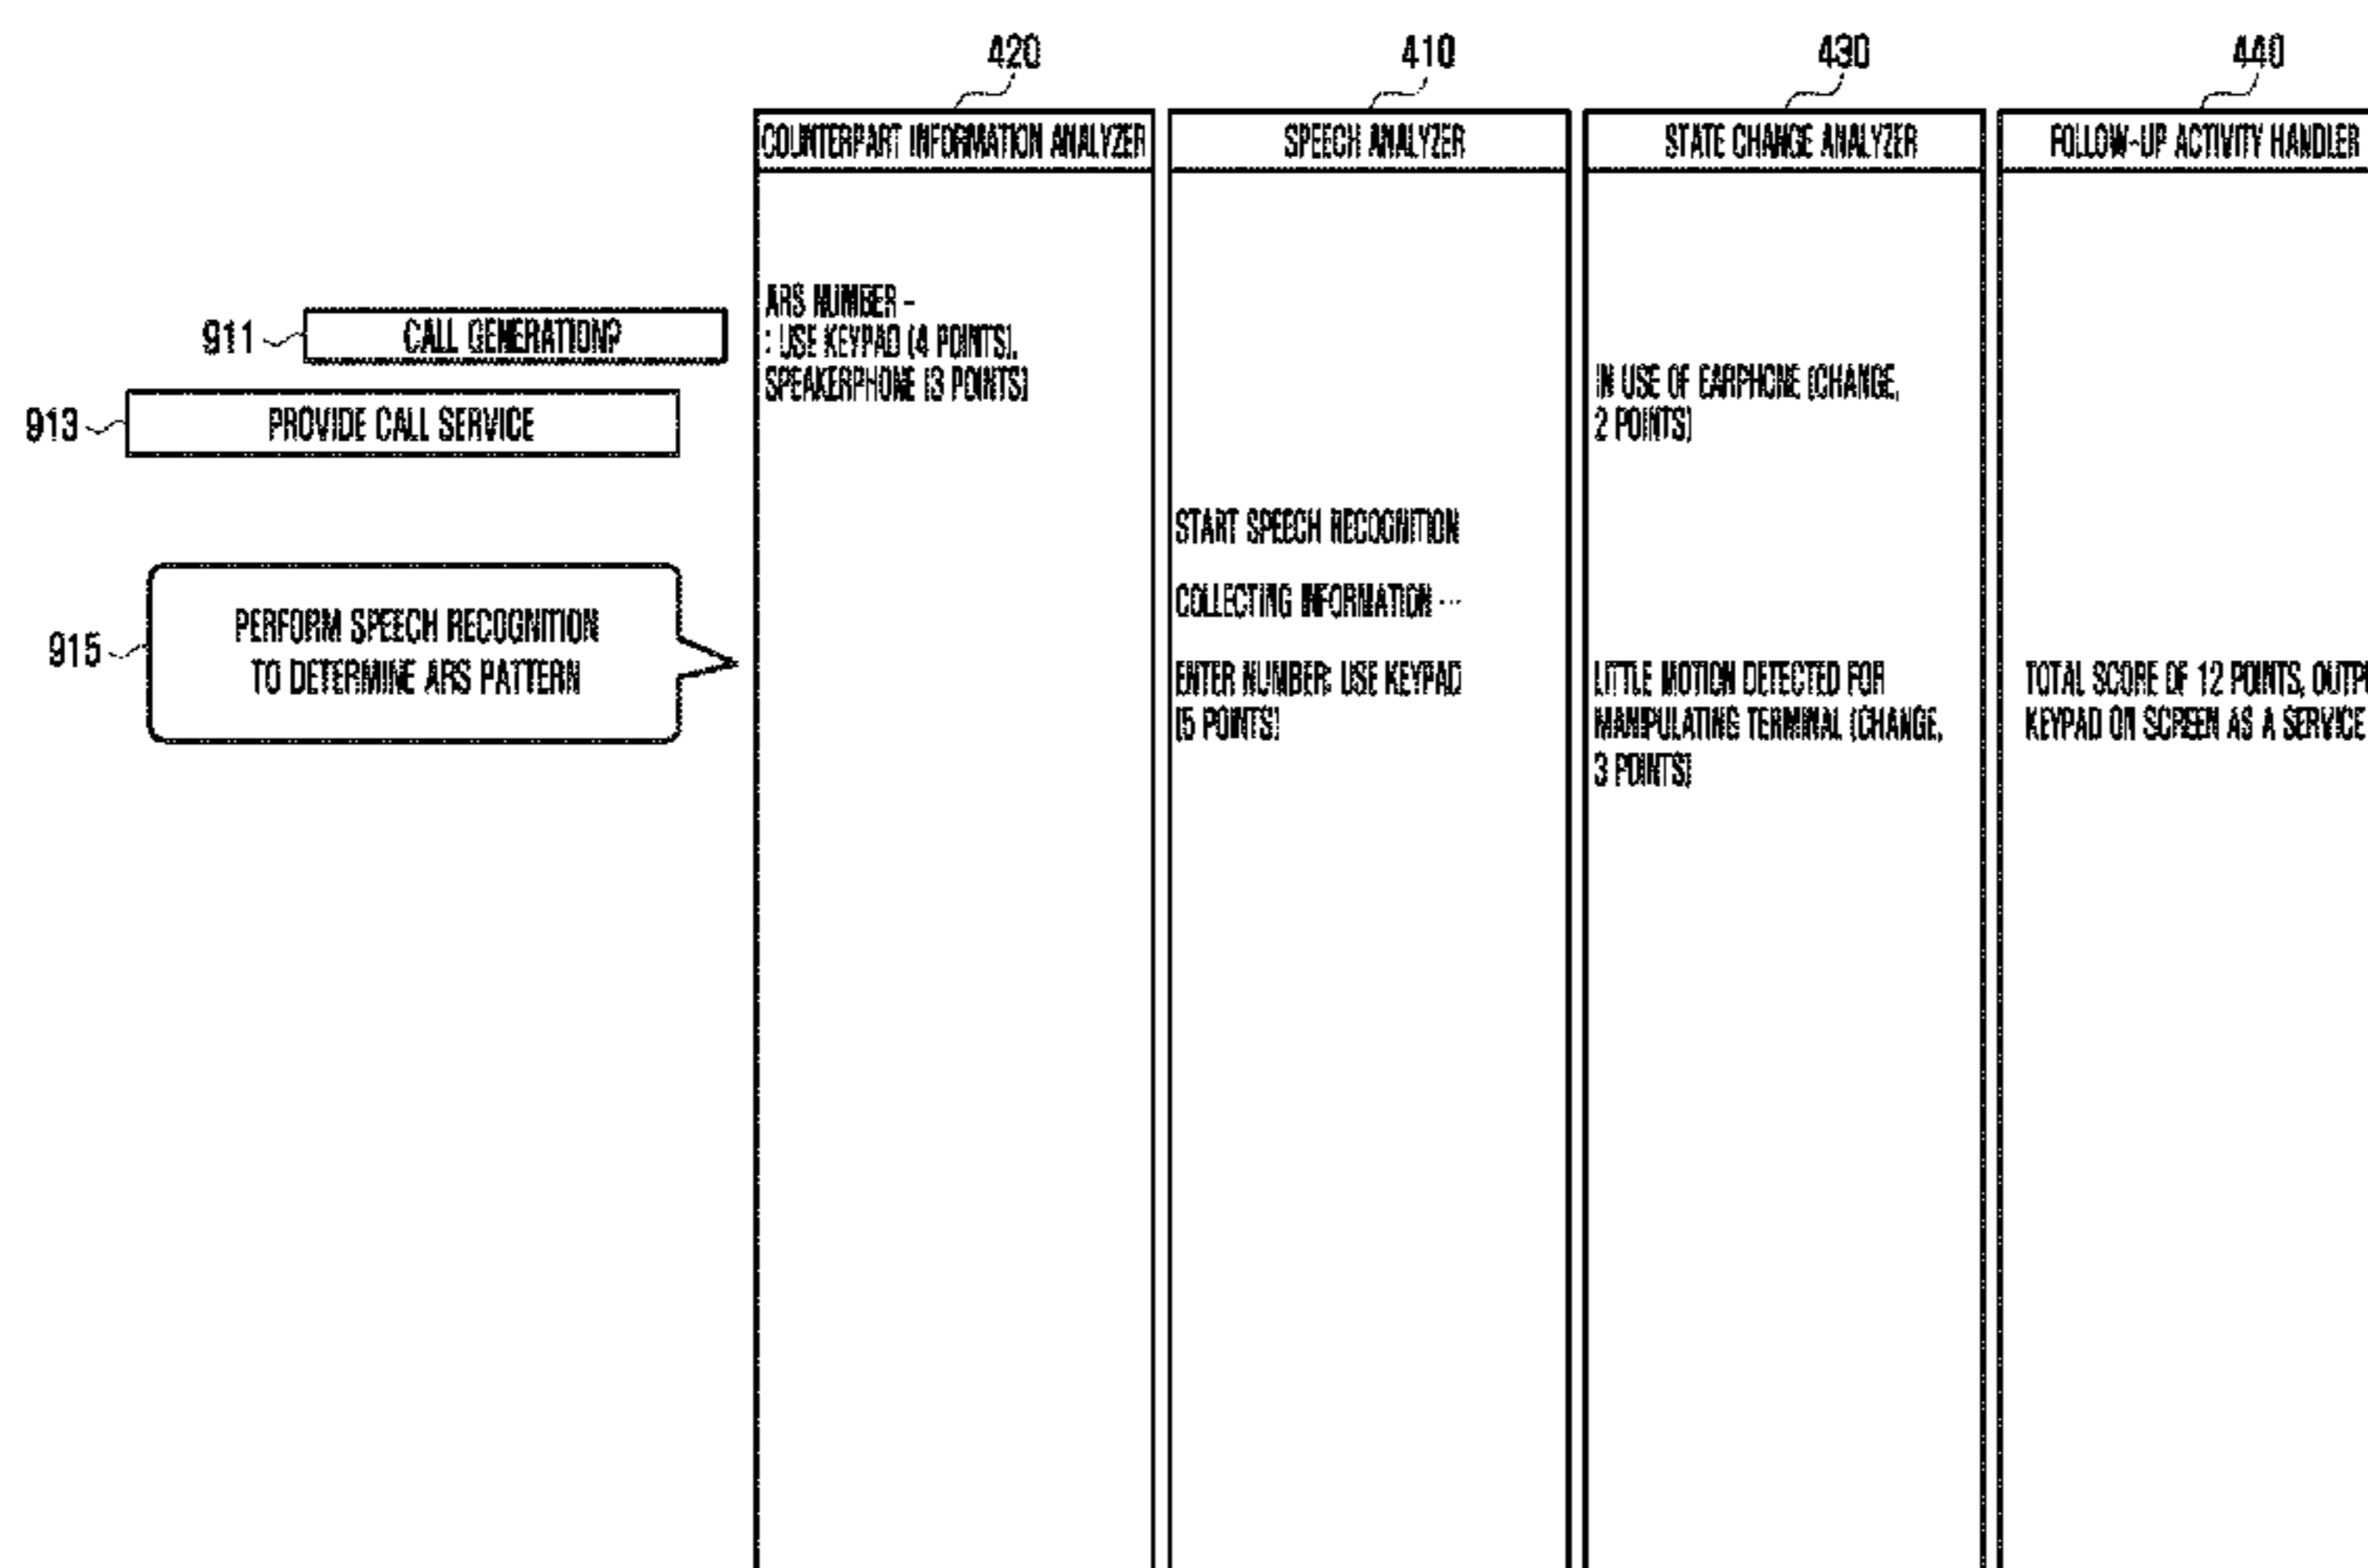 420
410
430
440
COUNTERPART INFORMATION ANALYZER
SPEECH ANALYZER
STATE CHANGE ANALYZER
FOLLOW-UP ACTIVITY HANDLER
911
CALL GENERATION?
ARS NUMBER -
: USE KEYPAD (4 POINTS),
SPEAKERPHONE (3 POINTS)
913
PROVIDE CALL SERVICE
IN USE OF EARPHONE (CHANGE,
2 POINTS)
START SPEECH RECOGNITION
COLLECTING INFORMATION ···
915
PERFORM SPEECH RECOGNITION
TO DETERMINE ARS PATTERN
ENTER NUMBER: USE KEYPAD
(5 POINTS)
LITTLE MOTION DETECTED FOR
MANIPULATING TERMINAL (CHANGE,
3 POINTS)
TOTAL SCORE OF 12 POINTS,
KEYPAD ON SCREEN AS A SERVICE